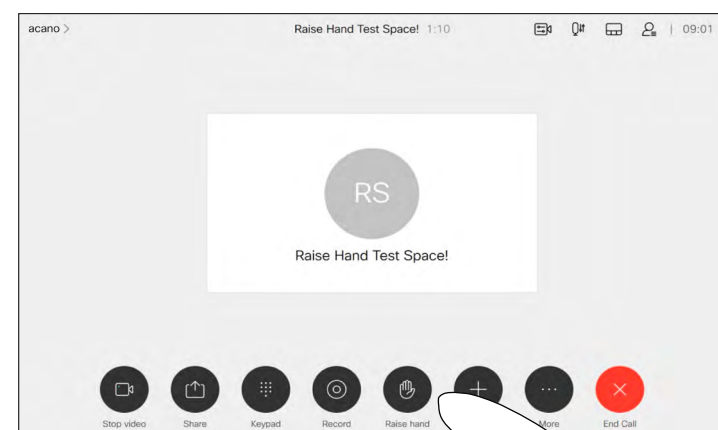 acano >
Raise Hand Test Space! 1:10
09:01
RS
Raise Hand Test Space!
Stop video
Share
Keypad
Record
Raise hand
More
End Call